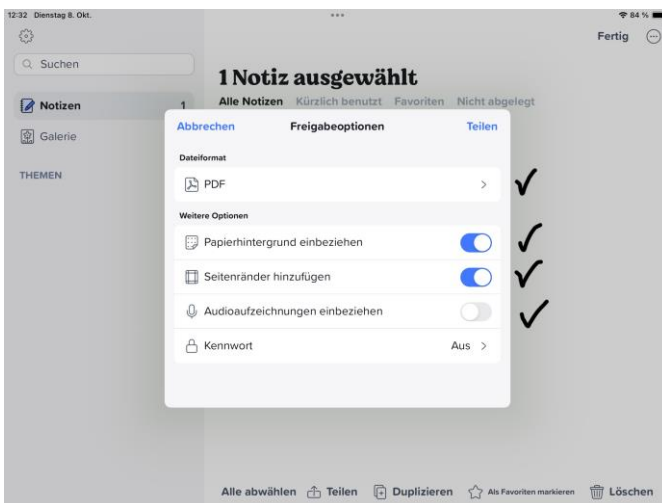 12:32 Dienstag 8. Okt.
84 %
Fertig
Suchen
1 Notiz ausgewählt
Notizen 1
Alle Notizen Kürzlich benutzt Favoriten Nicht abgelegt
Galerie
THEMEN
Abbrechen Freigabeoptionen Teilen
Dateiformat
PDF
Weitere Optionen
Papierhintergrund einbeziehen
Seitenränder hinzufügen
Audioaufzeichnungen einbeziehen
Kennwort Aus
Alle abwählen Teilen Duplizieren Als Favoriten markieren Löschen